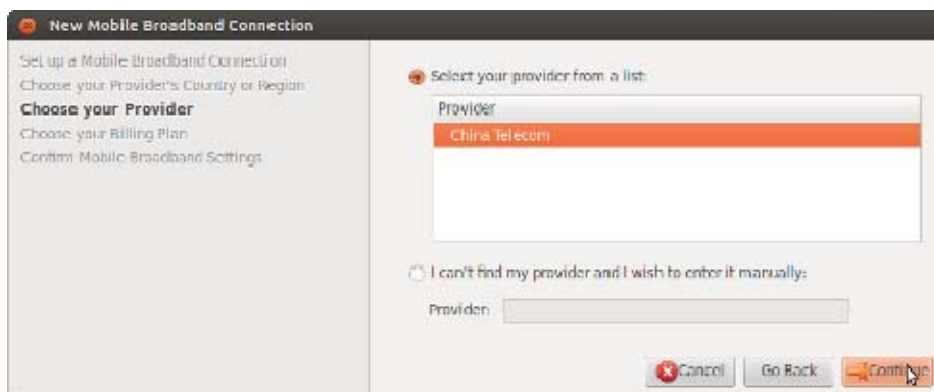 New Mobile Broadband Connection
Set up a Mobile Broadband Connection
Choose your Provider's Country or Region
Choose your Provider
Choose your Billing Plan
Confirm Mobile Broadband Settings
Select your provider from a list:
Provider
China Telecom
I can't find my provider and I wish to enter it manually:
Provider:
Cancel
Go Back
Continue